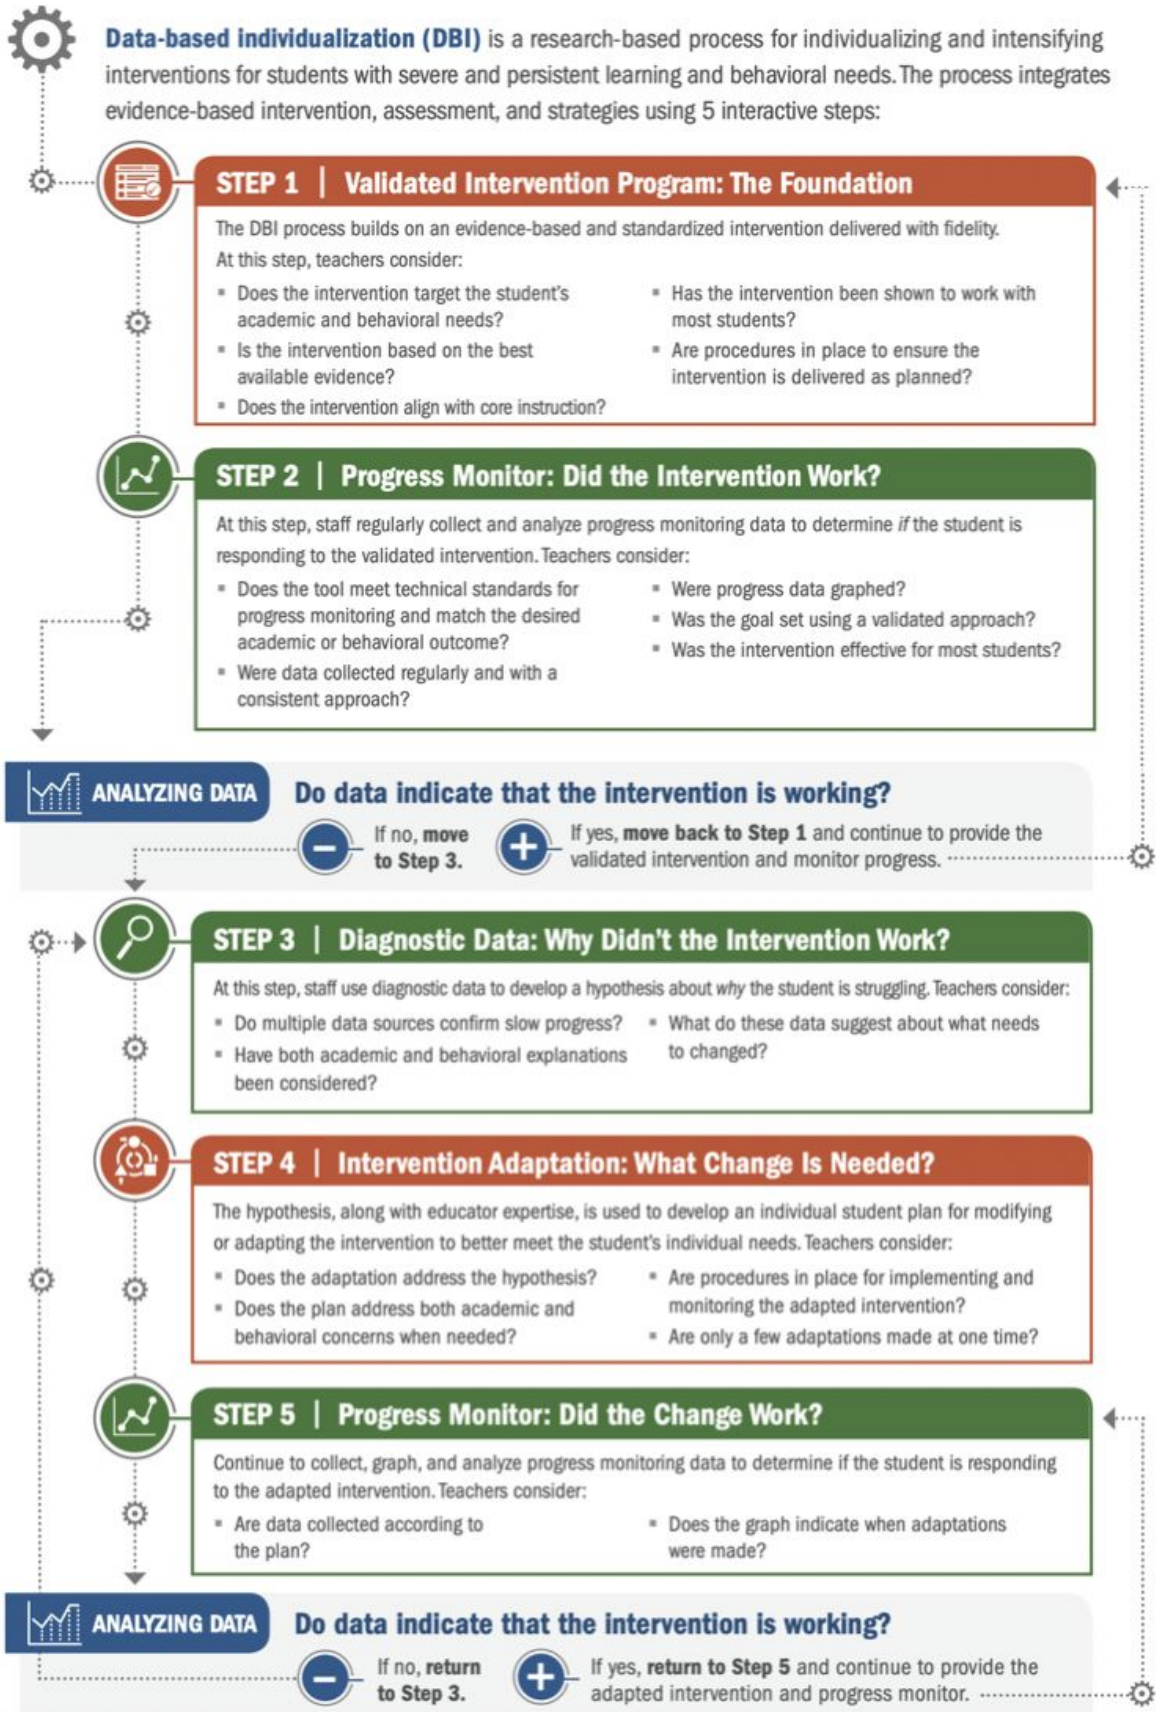 Data-based individualization (DBI) is a research-based process for individualizing and intensifying
interventions for students with severe and persistent learning and behavioral needs. The process integrates
evidence-based intervention, assessment, and strategies using 5 interactive steps:
STEP 1 | Validated Intervention Program: The Foundation
The DBI process builds on an evidence-based and standardized intervention delivered with fidelity.
At this step, teachers consider:
▪ Does the intervention target the student's
academic and behavioral needs?
▪ Is the intervention based on the best
available evidence?
▪ Does the intervention align with core instruction?
▪ Has the intervention been shown to work with
most students?
▪ Are procedures in place to ensure the
intervention is delivered as planned?
STEP 2 | Progress Monitor: Did the Intervention Work?
At this step, staff regularly collect and analyze progress monitoring data to determine if the student is
responding to the validated intervention. Teachers consider:
▪ Does the tool meet technical standards for
progress monitoring and match the desired
academic or behavioral outcome?
▪ Were data collected regularly and with a
consistent approach?
▪ Were progress data graphed?
▪ Was the goal set using a validated approach?
▪ Was the intervention effective for most students?
ANALYZING DATA
Do data indicate that the intervention is working?
If no, move
to Step 3.
If yes, move back to Step 1 and continue to provide the
validated intervention and monitor progress.
STEP 3 | Diagnostic Data: Why Didn't the Intervention Work?
At this step, staff use diagnostic data to develop a hypothesis about why the student is struggling. Teachers consider:
▪ Do multiple data sources confirm slow progress?
▪ Have both academic and behavioral explanations
been considered?
▪ What do these data suggest about what needs
to changed?
STEP 4 | Intervention Adaptation: What Change Is Needed?
The hypothesis, along with educator expertise, is used to develop an individual student plan for modifying
or adapting the intervention to better meet the student's individual needs. Teachers consider:
▪ Does the adaptation address the hypothesis?
▪ Does the plan address both academic and
behavioral concerns when needed?
▪ Are procedures in place for implementing and
monitoring the adapted intervention?
▪ Are only a few adaptations made at one time?
STEP 5 | Progress Monitor: Did the Change Work?
Continue to collect, graph, and analyze progress monitoring data to determine if the student is responding
to the adapted intervention. Teachers consider:
▪ Are data collected according to
the plan?
▪ Does the graph indicate when adaptations
were made?
ANALYZING DATA
Do data indicate that the intervention is working?
If no, return
to Step 3.
If yes, return to Step 5 and continue to provide the
adapted intervention and progress monitor.